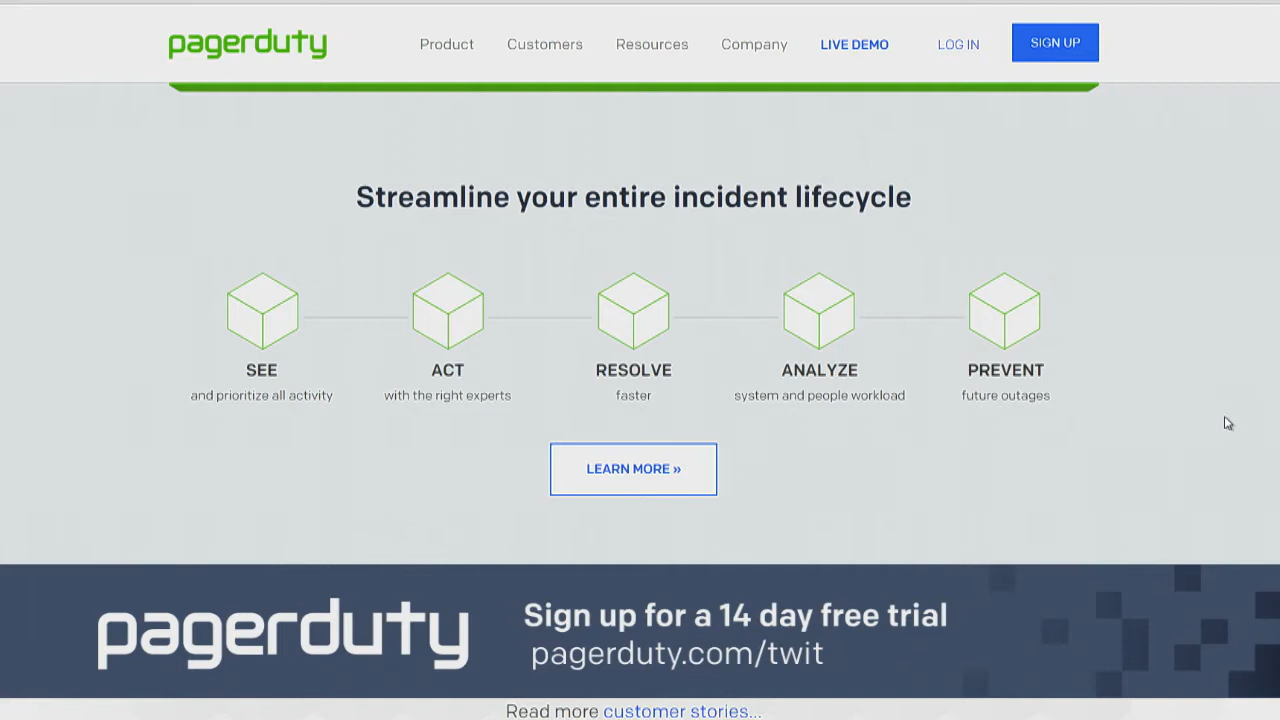 pagerduty
Product Customers Resources Company LIVE DEMO LOG IN SIGN UP
Streamline your entire incident lifecycle
SEE ACT RESOLVE ANALYZE PREVENT
and prioritize all activity with the right experts faster system and people workload future outages
LEARN MORE »
pagerduty
Sign up for a 14 day free trial
pagerduty.com/twit
Read more customer stories...